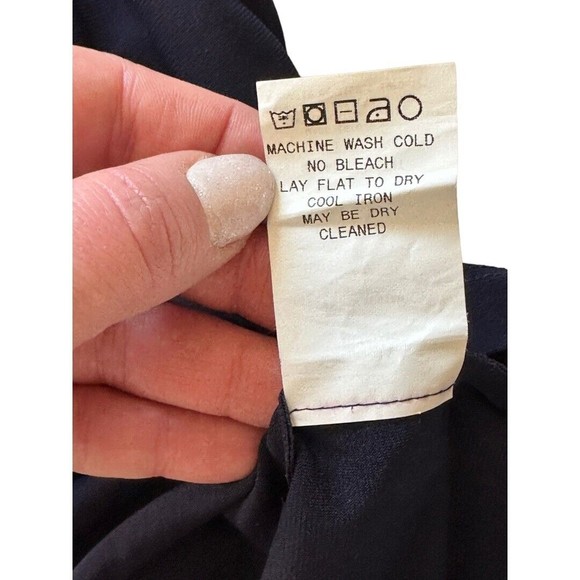 MACHINE WASH COLD
NO BLEACH
LAY FLAT TO DRY
COOL IRON
MAY BE DRY
CLEANED